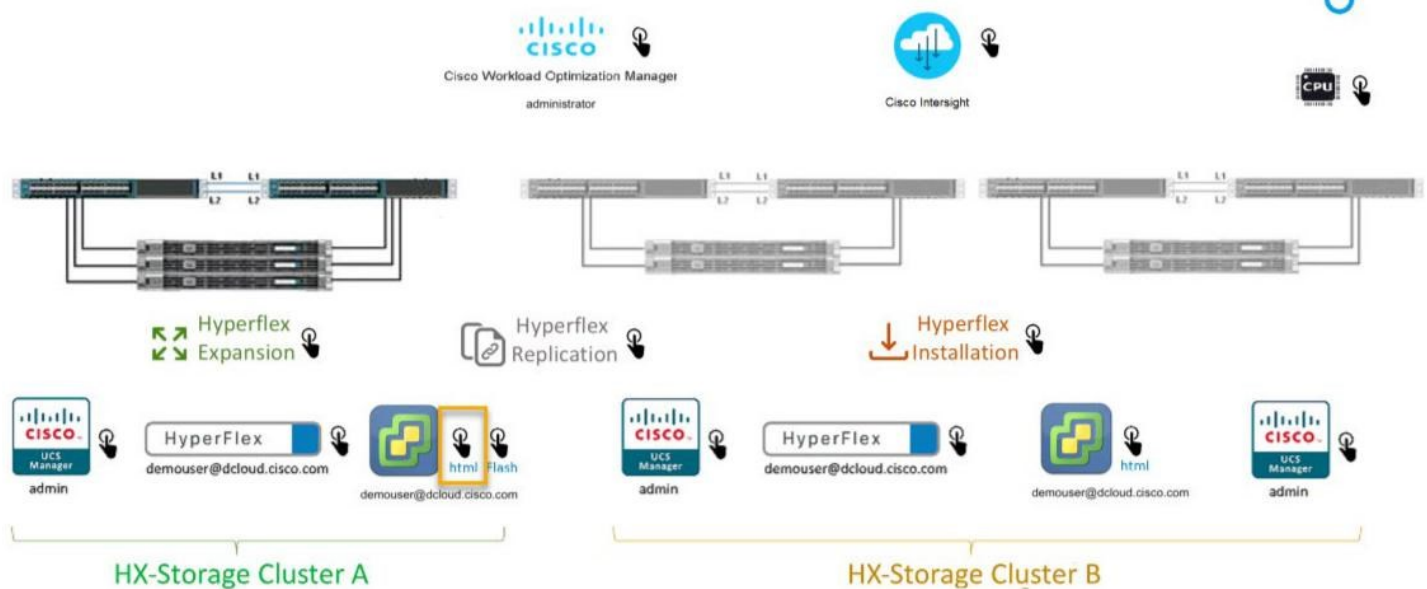 CISCO
Cisco Workload Optimization Manager
administrator
Cisco Intersight
CPU
L1 L1
L2 L2
L1 L1
L2 L2
L1 L1
L2 L2
Hyperflex
Expansion
Hyperflex
Replication
Hyperflex
Installation
CISCO
UCS
Manager
admin
HyperFlex
demouser@dcloud.cisco.com
html Flash
demouser@dcloud.cisco.com
CISCO
UCS
Manager
admin
HyperFlex
demouser@dcloud.cisco.com
html
demouser@dcloud.cisco.com
CISCO
UCS
Manager
admin
HX-Storage Cluster A
HX-Storage Cluster B